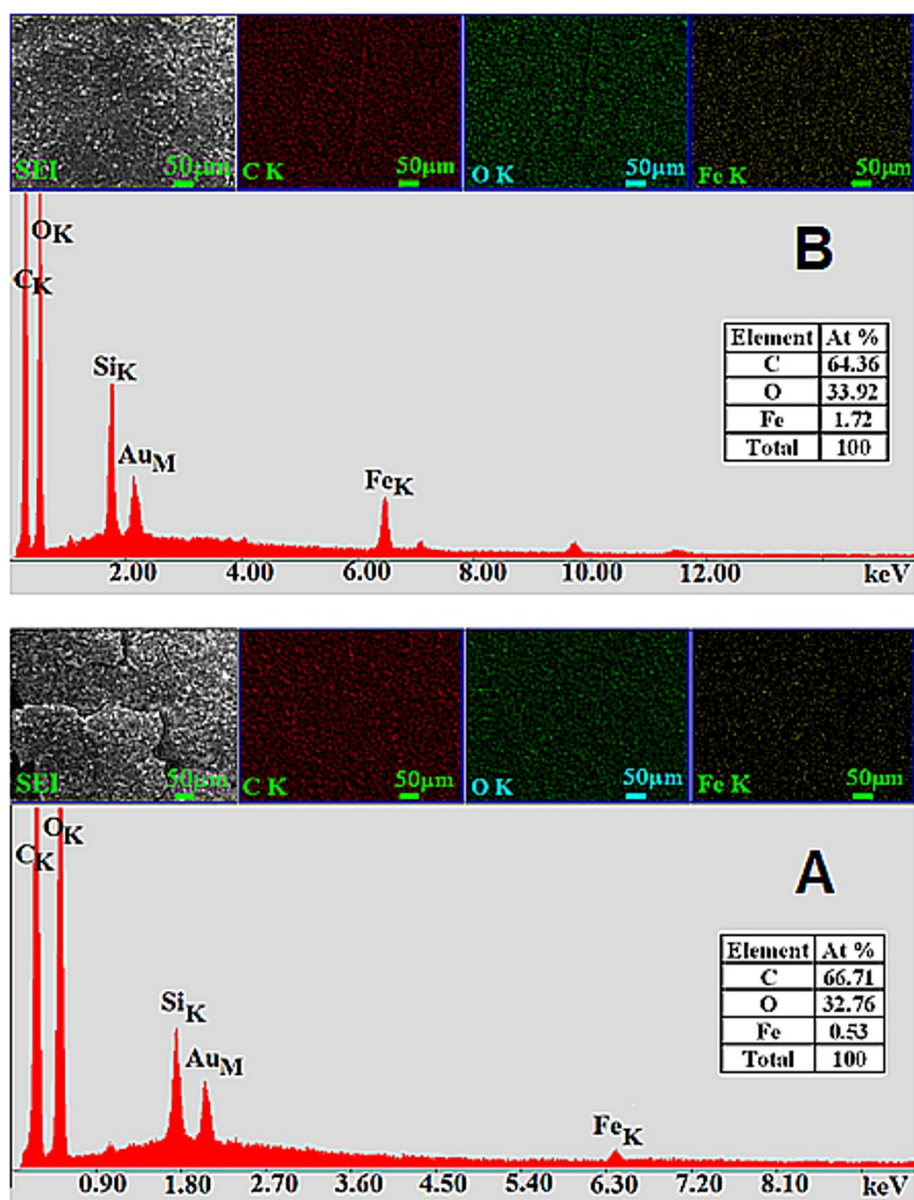 SEI 50μm C K 50μm O K 50μm Fe K 50μm
OK
CK
B
SiK
AuM
FeK
Element At %
C 64.36
O 33.92
Fe 1.72
Total 100
2.00 4.00 6.00 8.00 10.00 12.00 keV
SEI 50μm C K 50μm O K 50μm Fe K 50μm
OK
CK
A
SiK
AuM
FeK
Element At %
C 66.71
O 32.76
Fe 0.53
Total 100
0.90 1.80 2.70 3.60 4.50 5.40 6.30 7.20 8.10 keV